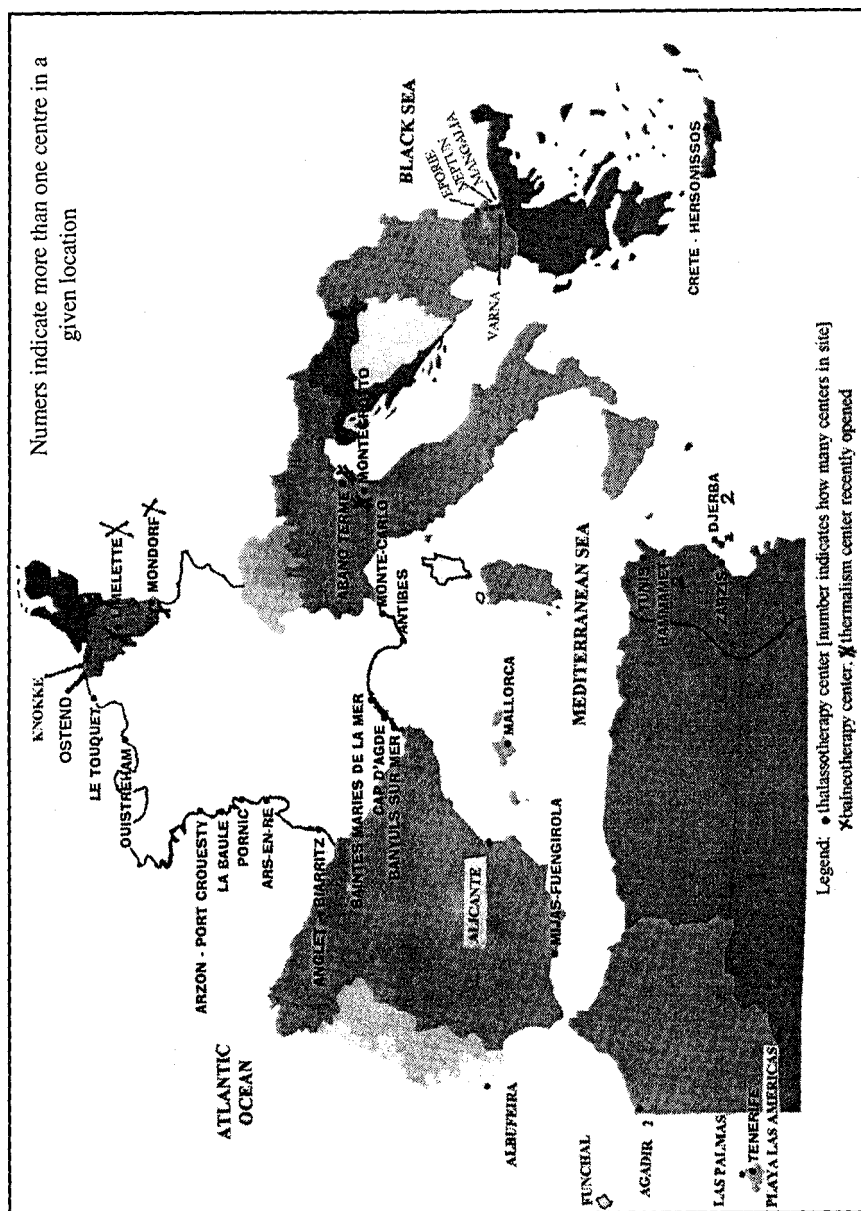 Numers indicate more than one centre in a
given location
KNOKKE
OSTEND
LE TOUQUET
OUISTREHAM
LIMELETTE
MONDORF
ARZON - PORT CROUESTY
LA BAULE
PORNIC
ARS-EN-RE
ATLANTIC
OCEAN
ANGLET - BIARRITZ
BAINTES MARIES DE LA MER
CAP D'AGDE
BANYULS SUR MER
ABANO TERME
MONTEGROTTO
MONTE-CARLO
ANTIBES
BLACK SEA
EFORIE
NEPTUN
MANGALIA
VARNA
ALBUFEIRA
ALICANTE
MIJAS-FUENGIROLA
MALLORCA
MEDITERRANEAN SEA
CRETE - HERSONISSOS
FUNCHAL
AGADIR 2
LAS PALMAS
TENERIFE
PLAYA LAS AMERICAS
TUNIS
HAMMAMET
ZARZIS
DJERBA
2
Legend: • thalassotherapy center [number indicates how many centers in site]
X balneotherapy center; X thermalism center recently opened